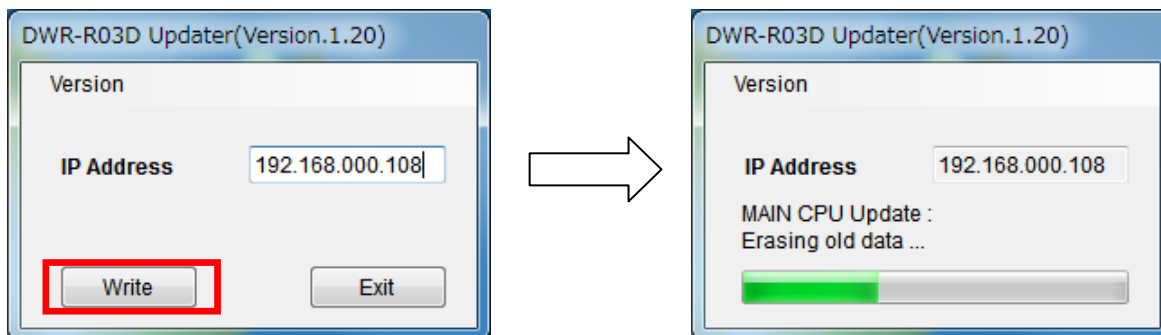 DWR-R03D Updater(Version.1.20)
Version
IP Address 192.168.000.108
Write Exit
DWR-R03D Updater(Version.1.20)
Version
IP Address 192.168.000.108
MAIN CPU Update :
Erasing old data ...